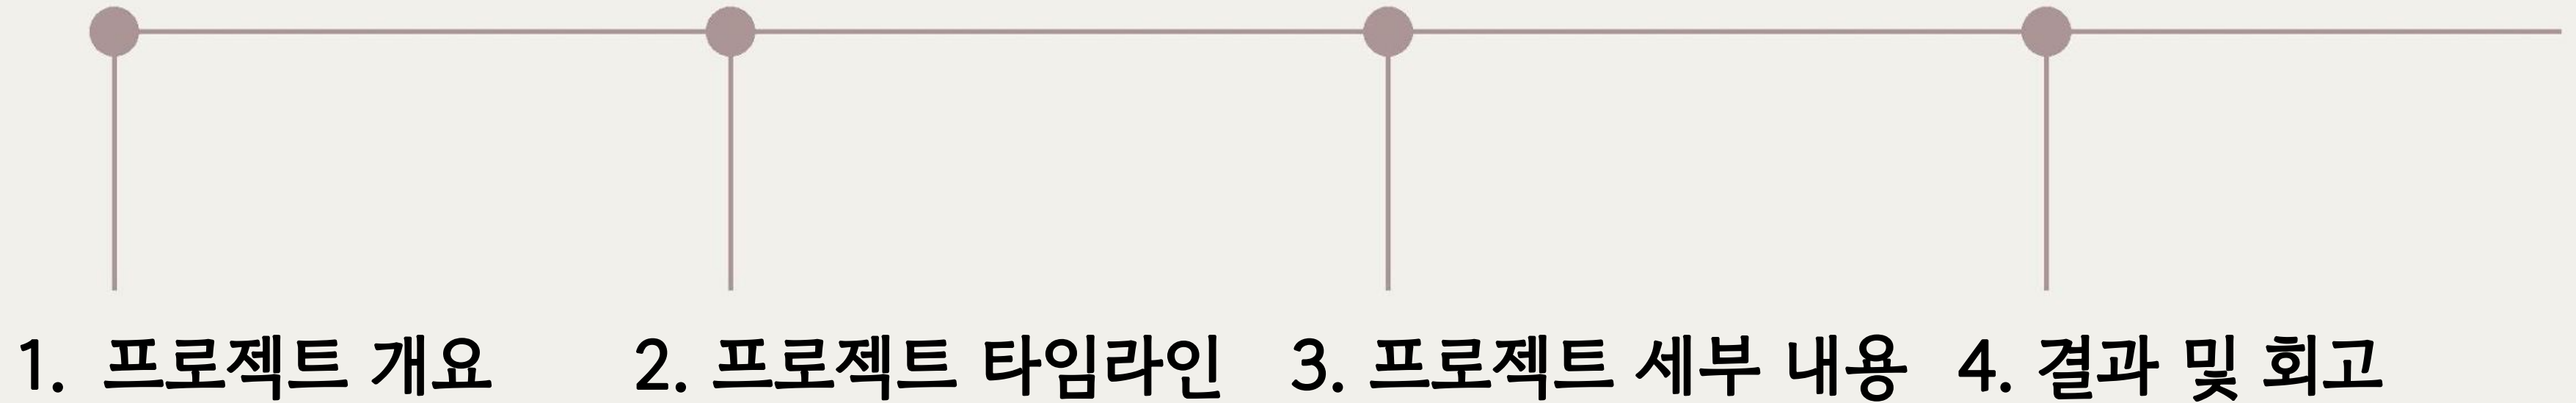 1. 프로젝트 개요 2. 프로젝트 타임라인 3. 프로젝트 세부 내용 4. 결과 및 회고